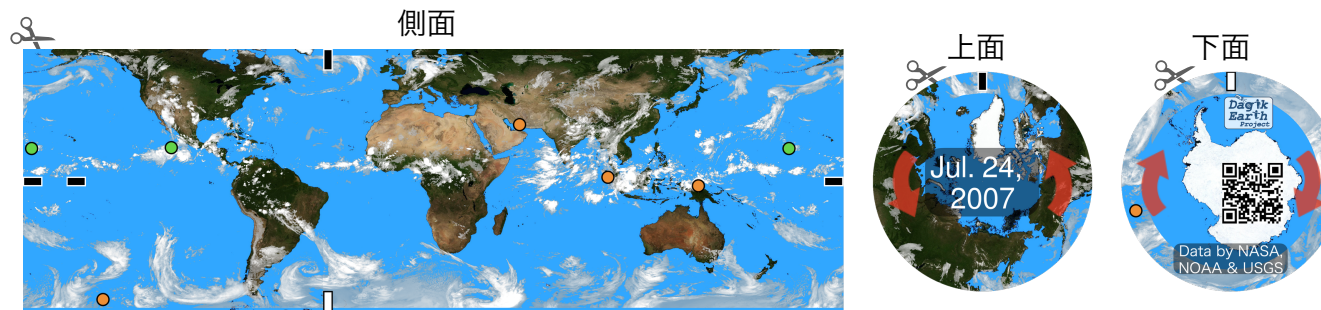 側面
上面
下面
Jul. 24,
2007
Dagik
Earth
Project
Data by NASA,
NOAA & USGS